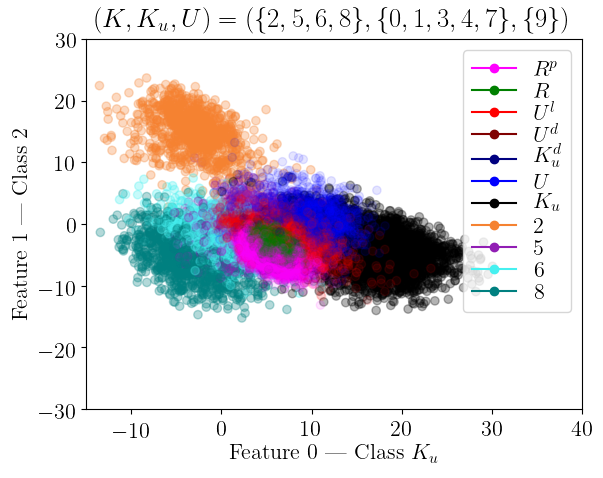 (K, K_u, U) = ({2, 5, 6, 8}, {0, 1, 3, 4, 7}, {9})
30
20
10
0
−10
−20
−30
Feature 1 — Class 2
R^p
R
U^l
U^d
K_u^d
U
K_u
2
5
6
8
−10
0
10
20
30
40
Feature 0 — Class K_u